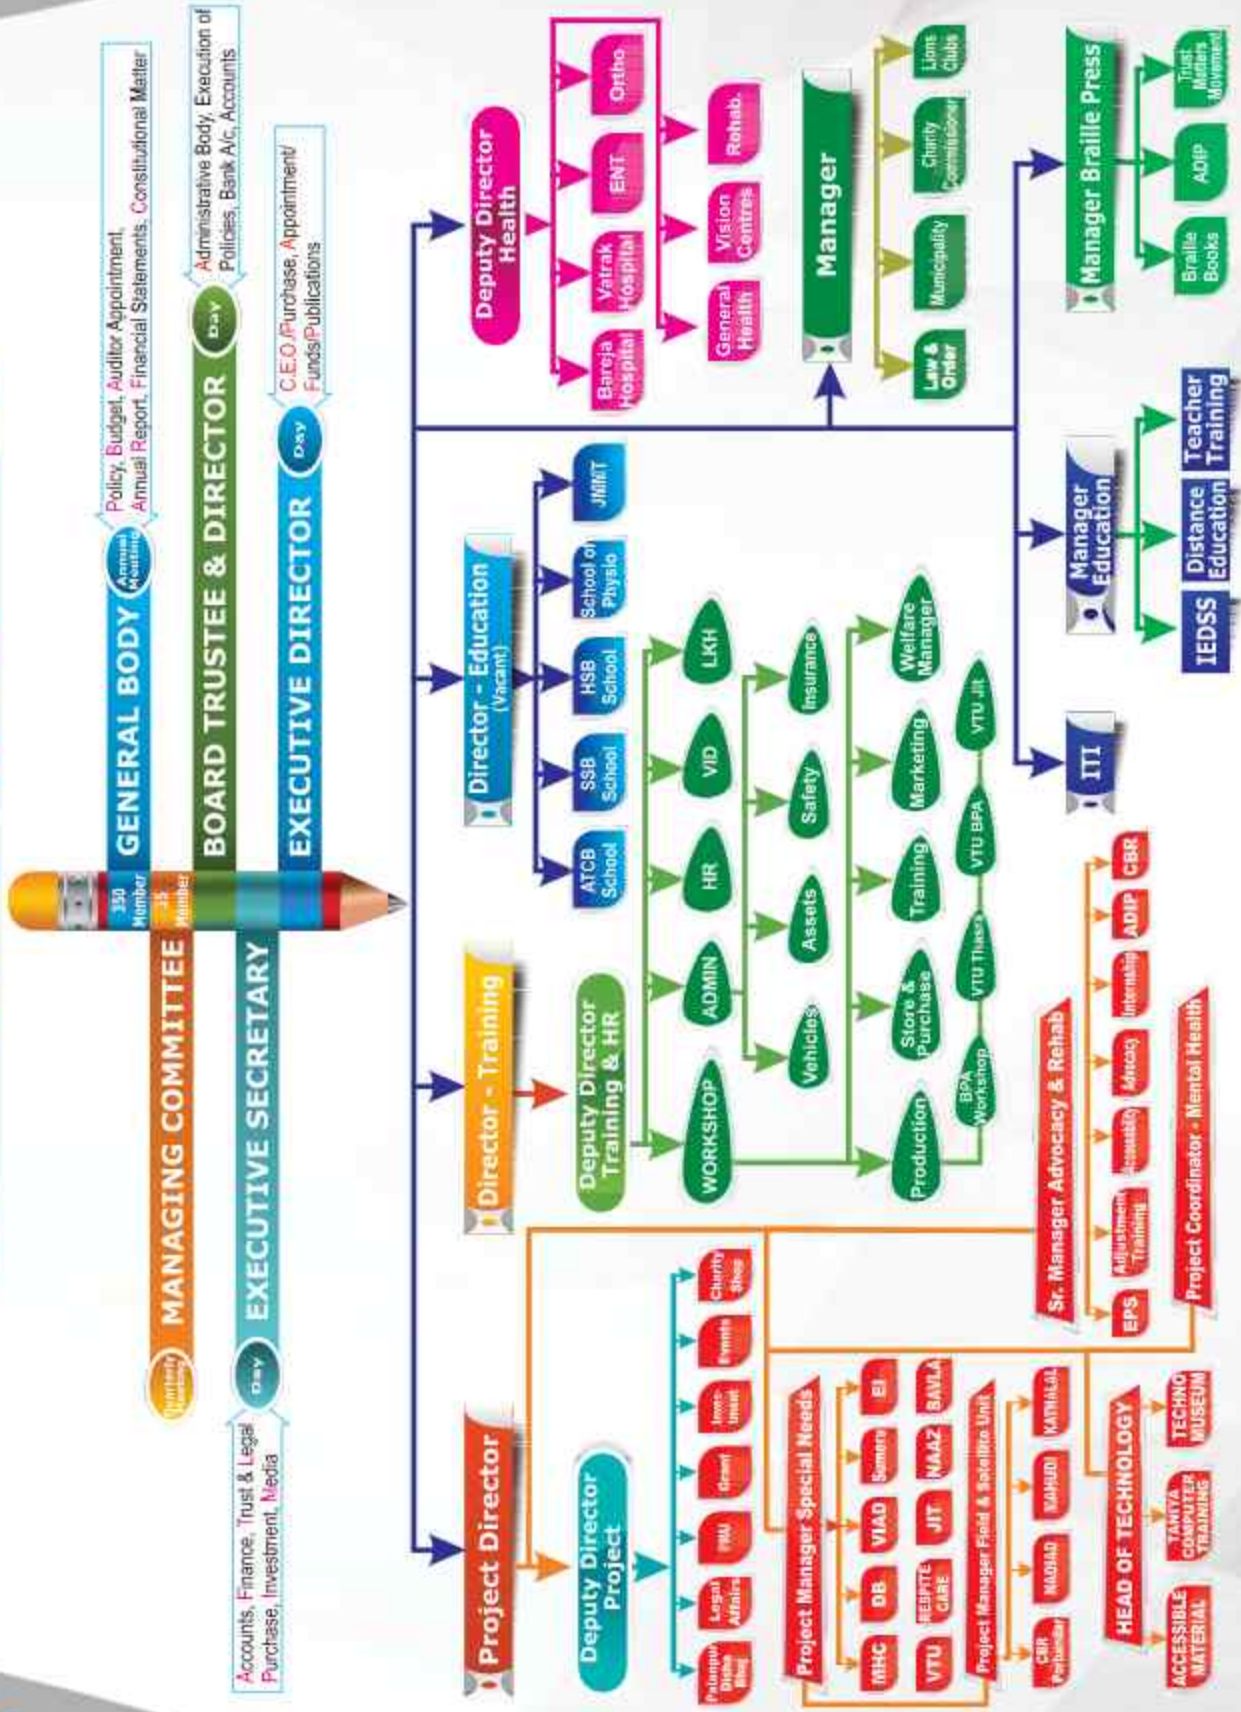 GENERAL BODY
Annual
Meeting
Policy, Budget, Auditor Appointment,
Annual Report, Financial Statements, Constitutional Matter
350
Member
MANAGING COMMITTEE
35
Member
BOARD TRUSTEE & DIRECTOR
Day
Administrative Body, Execution of
Policies, Bank A/c, Accounts
Accounts, Finance, Trust & Legal
Purchase, Investment, Media
Day
EXECUTIVE SECRETARY
EXECUTIVE DIRECTOR
Day
C.E.O./Purchase, Appointment/
Funds/Publications
Project Director
Director - Training
Director - Education
(Vacant)
Deputy Director
Health
Deputy Director
Project
Palanpur
Legal
Affairs
Grant
Events
Charity
Shop
Project Manager Special Needs
MHC
DB
VIAD
EI
VTU
RESPITE
CARE
JIT
NAAZ
BAVLA
Project Manager Field & Satellite Unit
CBR
Porbandar
NADIAD
KATHALAL
HEAD OF TECHNOLOGY
ACCESSIBLE
MATERIAL
TANIYA
COMPUTER
TRAINING
TECHNO
MUSEUM
Sr. Manager Advocacy & Rehab
EPS
Adjustment
Training
Advocacy
Internship
ADIP
CBR
Project Coordinator - Mental Health
Deputy Director
Training & HR
WORKSHOP
ADMIN
HR
VID
LKH
Vehicles
Assets
Safety
Insurance
Production
Store &
Purchase
Training
Marketing
Welfare
Manager
BPA
Workshop
VTU BPA
VTU Jit
ATCB
School
SSB
School
HSB
School
School of
Physio
JMMT
Bareja
Hospital
Vatrak
Hospital
ENT
Ortho
General
Health
Vision
Centres
Rehab.
Manager
Law &
Order
Municipality
Charity
Commissioner
Lions
Clubs
ITI
Manager
Education
IEDSS
Distance
Education
Teacher
Training
Manager Braille Press
Braille
Books
ADIP
Trust
Matters
Movement